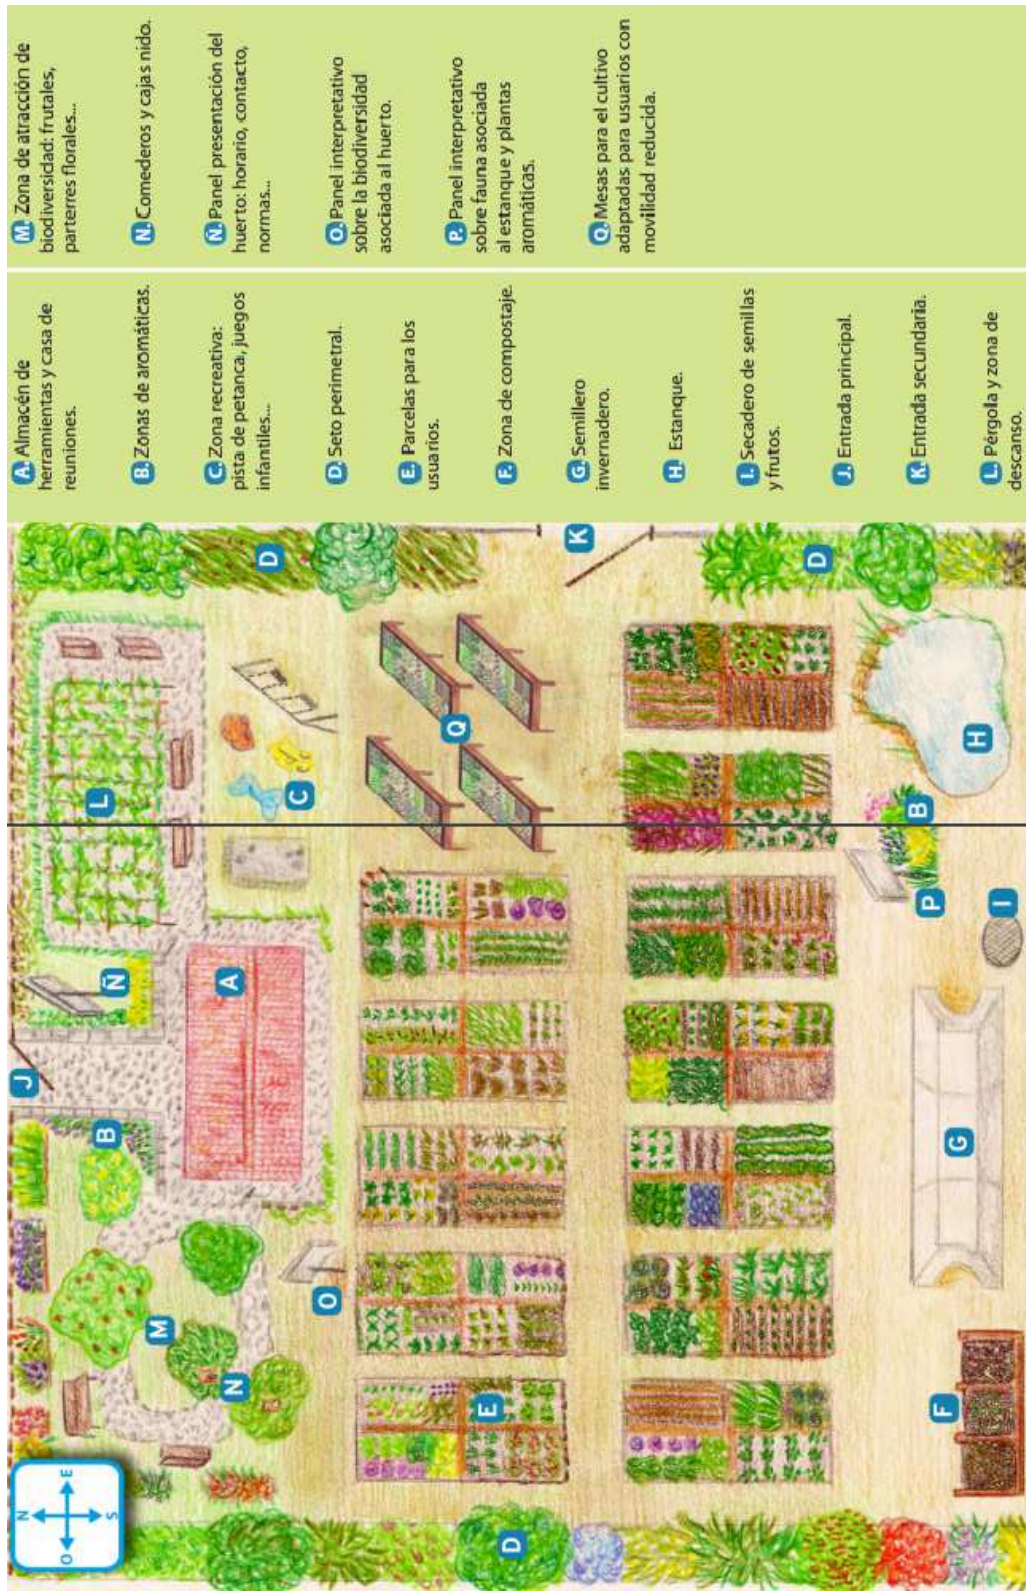 N
O E
S
J
Ñ
L
B
M
A
N
C
D
O
Q
E
D
K
D
B
P
F
G
H
I
A. Almacén de
herramientas y casa de
reuniones.
B. Zonas de aromáticas.
C. Zona recreativa:
pista de petanca, juegos
infantiles...
D. Seto perimetral.
E. Parcelas para los
usuarios.
F. Zona de compostaje.
G. Semillero
invernadero.
H. Estanque.
I. Secadero de semillas
y frutos.
J. Entrada principal.
K. Entrada secundaria.
L. Pérgola y zona de
descanso.
M. Zona de atracción de
biodiversidad: frutales,
parterres florales...
N. Comederos y cajas nido.
Ñ. Panel presentación del
huerto: horario, contacto,
normas...
O. Panel interpretativo
sobre la biodiversidad
asociada al huerto.
P. Panel interpretativo
sobre fauna asociada
al estanque y plantas
aromáticas.
Q. Mesas para el cultivo
adaptadas para usuarios con
movilidad reducida.